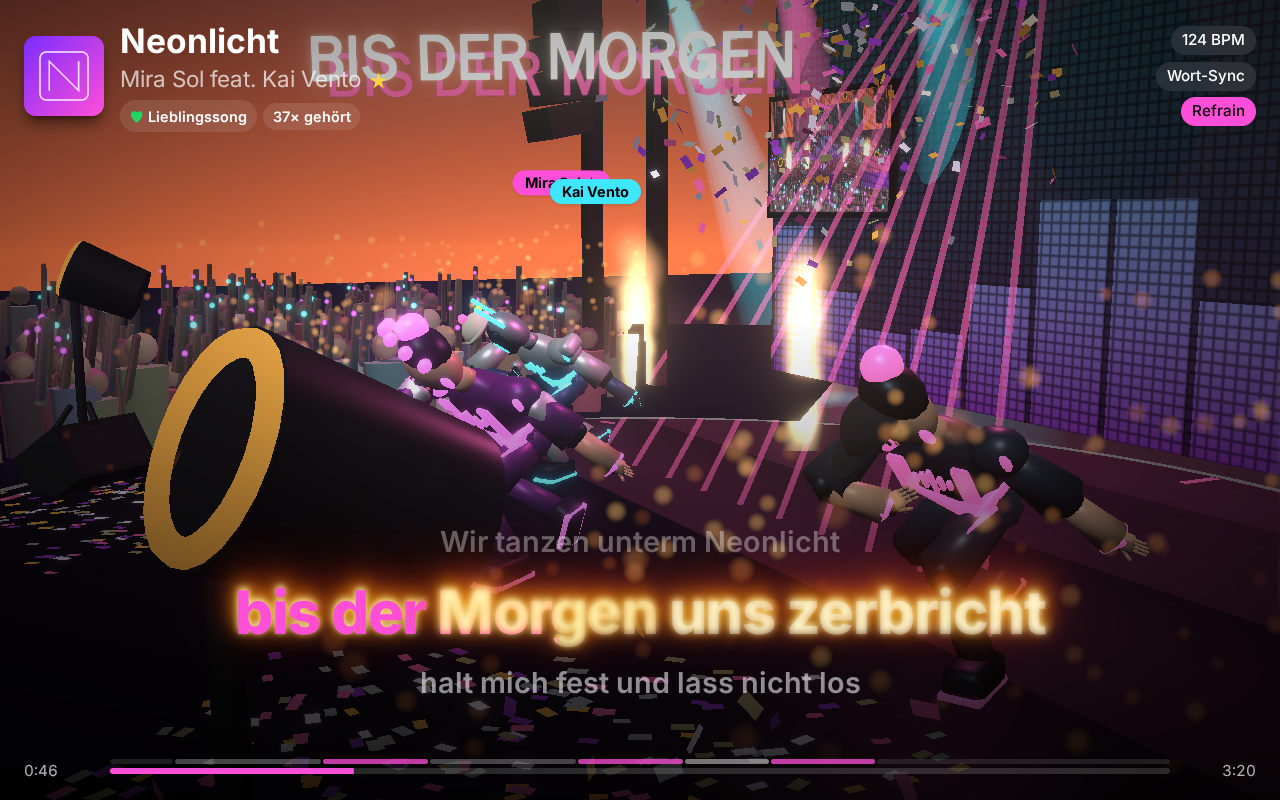 Neonlicht
BIS DER MORGEN
Mira Sol feat. Kai Vento ⭐
Lieblingssong
37× gehört
124 BPM
Wort-Sync
Refrain
Mira
Kai Vento
Wir tanzen unterm Neonlicht
bis der Morgen uns zerbricht
halt mich fest und lass nicht los
0:46
3:20